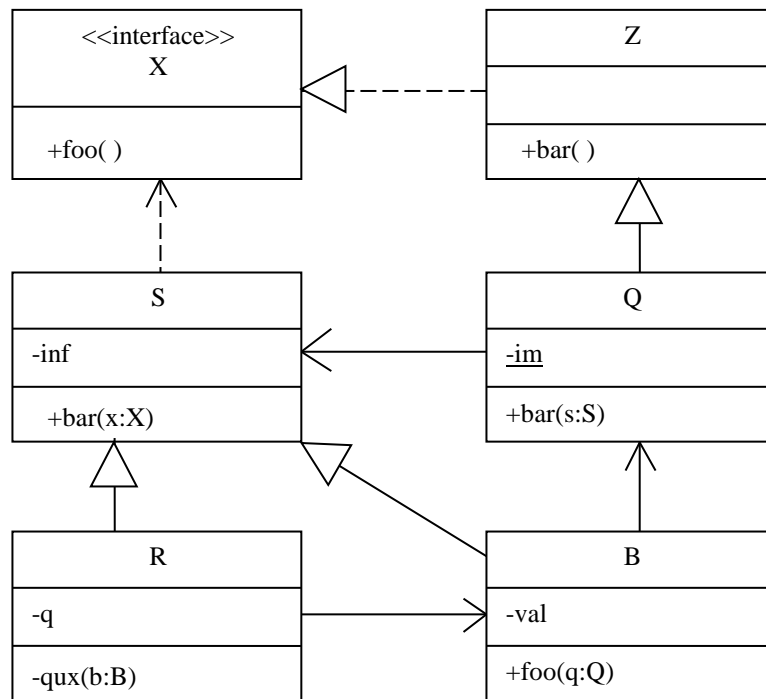 <<interface>>
X
+foo( )
Z
+bar( )
S
-inf
+bar(x:X)
Q
-im
+bar(s:S)
R
-q
-qux(b:B)
B
-val
+foo(q:Q)